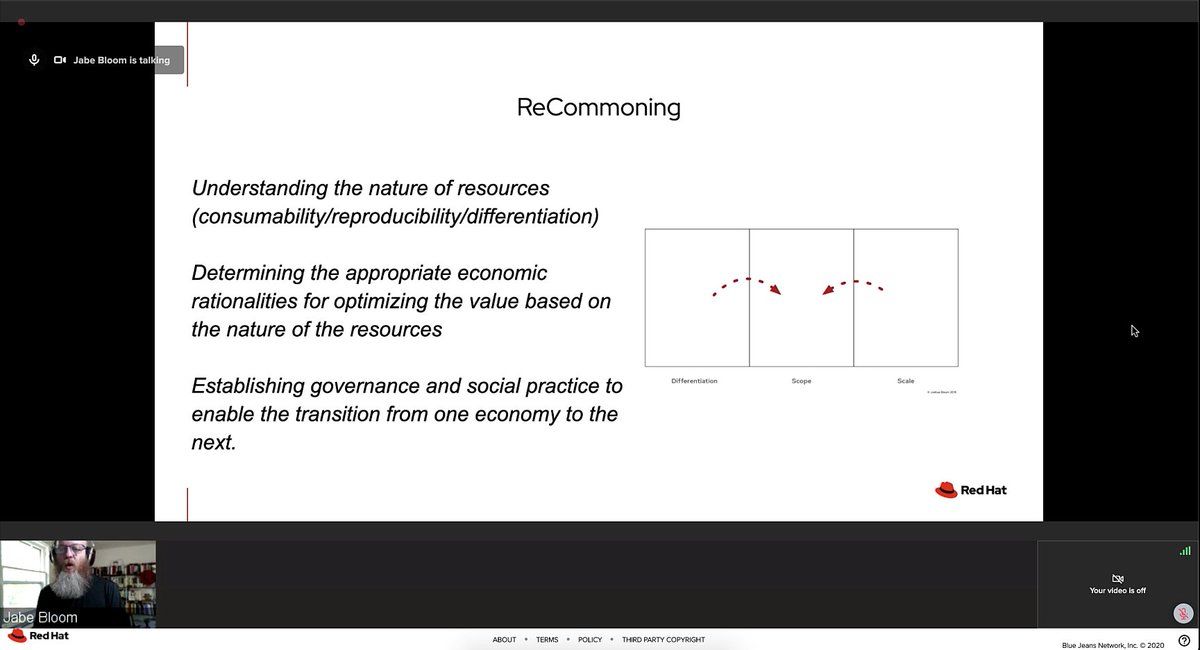 Jabe Bloom is talking
ReCommoning
Understanding the nature of resources
(consumability/reproducibility/differentiation)
Determining the appropriate economic
rationalities for optimizing the value based on
the nature of the resources
Establishing governance and social practice to
enable the transition from one economy to the
next.
Differentiation
Scope
Scale
Red Hat
Jabe Bloom
Your video is off
Red Hat
ABOUT • TERMS • POLICY • THIRD PARTY COPYRIGHT
Blue Jeans Network, Inc. © 2020